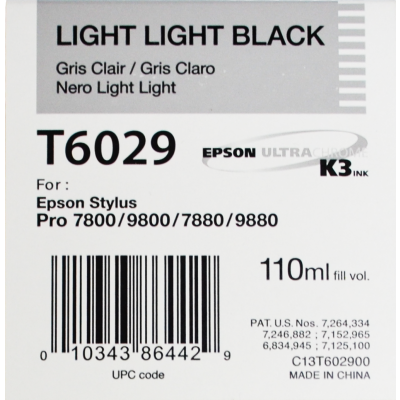 LIGHT LIGHT BLACK
Gris Clair / Gris Claro
Nero Light Light
T6029
EPSON ULTRACHROME
K3 INK
For :
Epson Stylus
Pro 7800/9800/7880/9880
110ml fill vol.
PAT. U.S. Nos. 7,264,334
7,246,882 ; 7,152,965
6,834,945 ; 7,125,100
C13T602900
MADE IN CHINA
0 10343 86442 9
UPC code